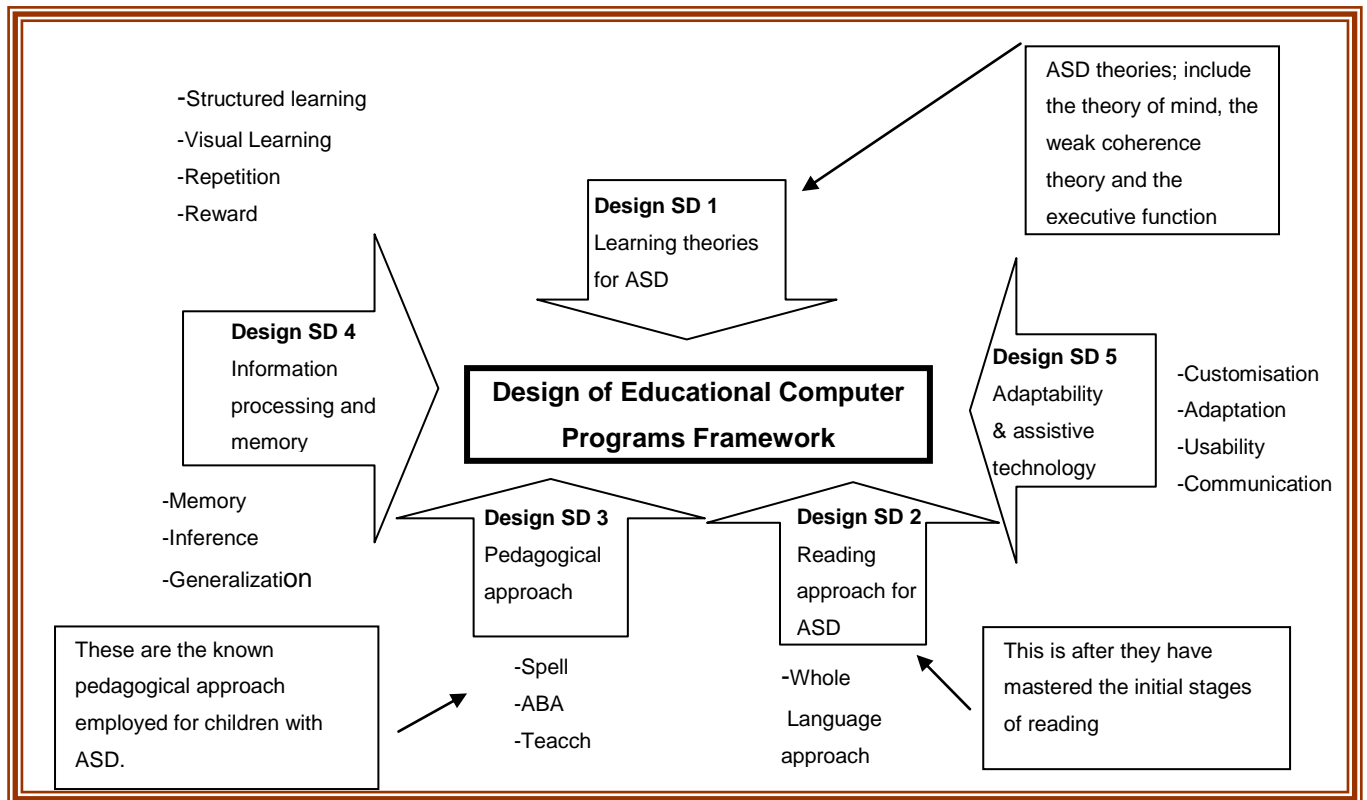 -Structured learning
-Visual Learning
-Repetition
-Reward
ASD theories; include
the theory of mind, the
weak coherence
theory and the
executive function
Design SD 1
Learning theories
for ASD
Design SD 4
Information
processing and
memory
Design of Educational Computer
Programs Framework
Design SD 5
Adaptability
& assistive
technology
-Customisation
-Adaptation
-Usability
-Communication
-Memory
-Inference
-Generalization
Design SD 3
Pedagogical
approach
Design SD 2
Reading
approach for
ASD
These are the known
pedagogical approach
employed for children with
ASD.
-Spell
-ABA
-Teacch
-Whole
Language
approach
This is after they have
mastered the initial stages
of reading